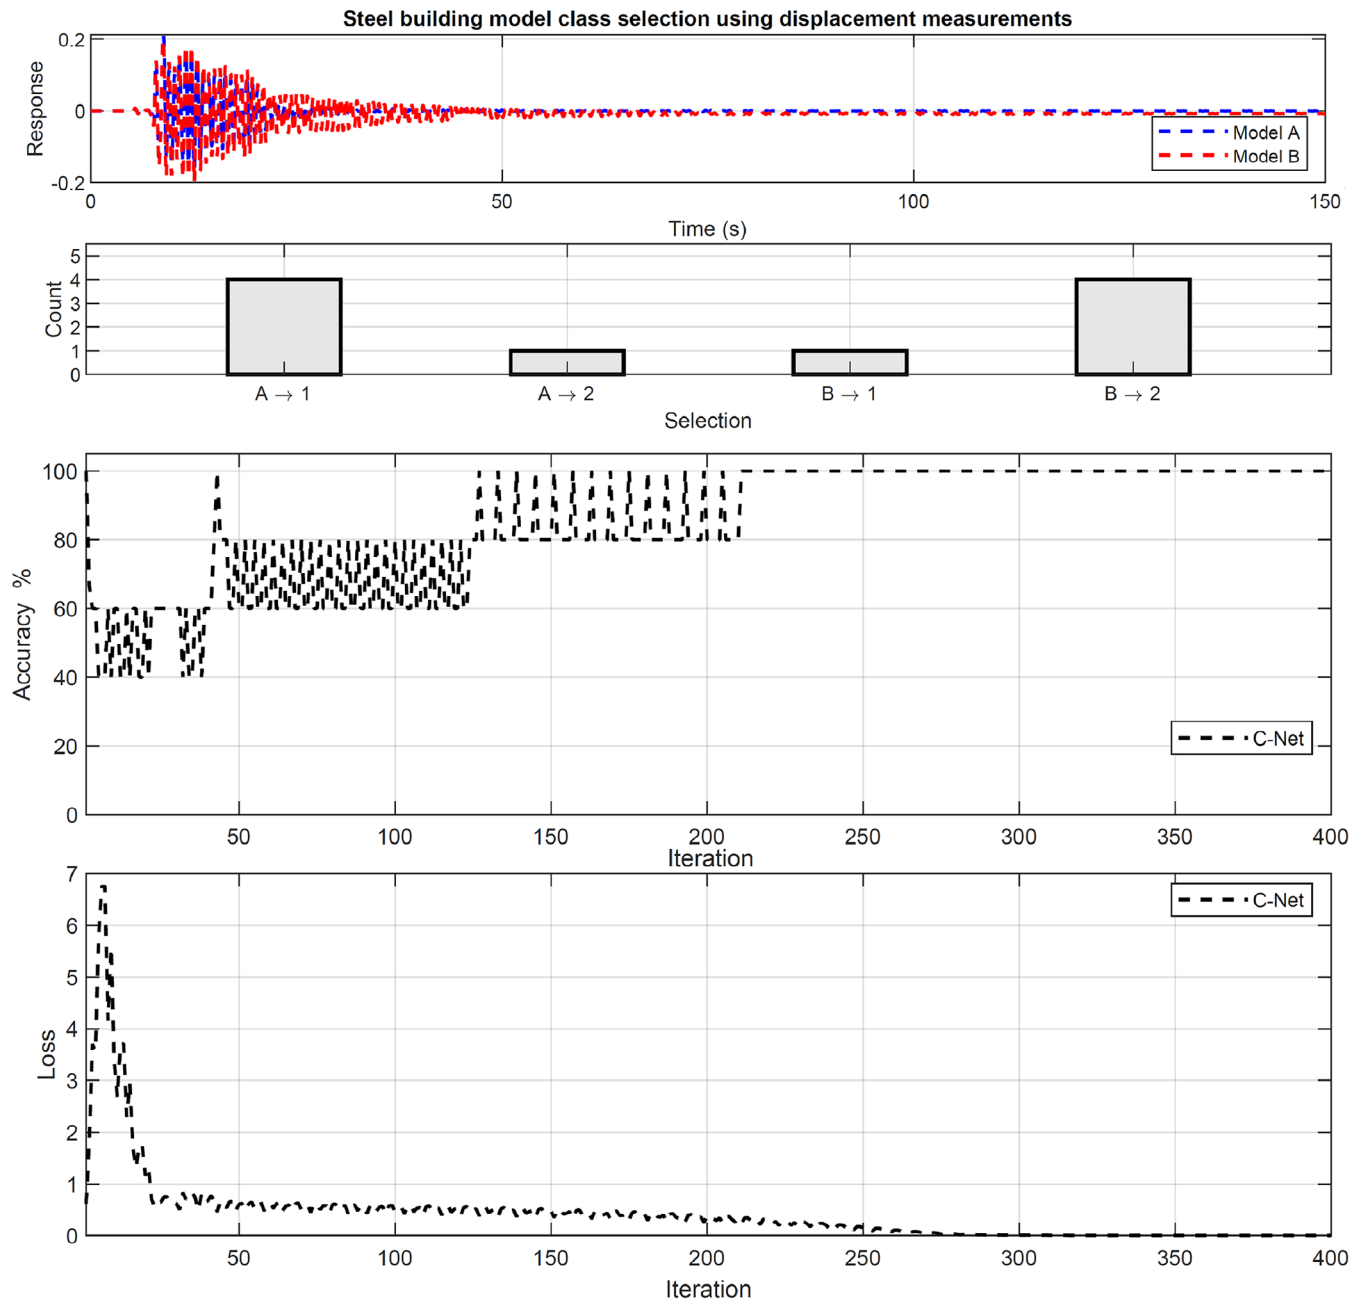 Steel building model class selection using displacement measurements
0.2
0
-0.2
Response
0 50 100 150
Time (s)
Model A
Model B
5
4
3
2
1
0
Count
A → 1 A → 2 B → 1 B → 2
Selection
100
80
60
40
20
0
Accuracy %
C-Net
50 100 150 200 250 300 350 400
Iteration
7
6
5
4
3
2
1
0
Loss
C-Net
50 100 150 200 250 300 350 400
Iteration